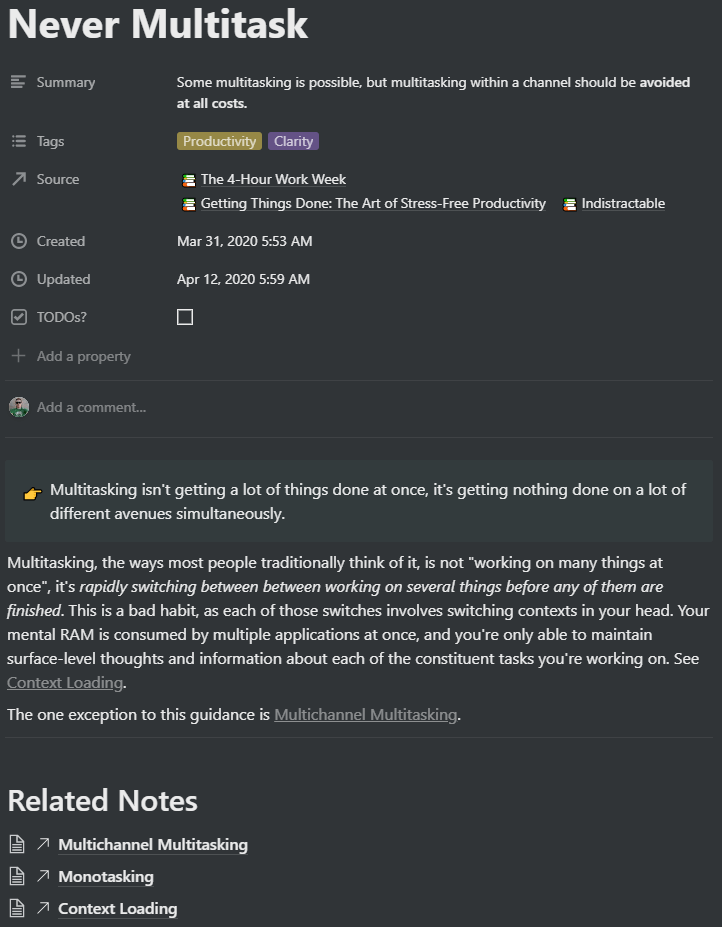 Never Multitask
Summary
Some multitasking is possible, but multitasking within a channel should be avoided
at all costs.
Tags
Productivity Clarity
Source
The 4-Hour Work Week
Getting Things Done: The Art of Stress-Free Productivity Indistractable
Created
Mar 31, 2020 5:53 AM
Updated
Apr 12, 2020 5:59 AM
TODOs?
Add a property
Add a comment...
Multitasking isn't getting a lot of things done at once, it's getting nothing done on a lot of
different avenues simultaneously.
Multitasking, the ways most people traditionally think of it, is not "working on many things at
once", it's rapidly switching between between working on several things before any of them are
finished. This is a bad habit, as each of those switches involves switching contexts in your head. Your
mental RAM is consumed by multiple applications at once, and you're only able to maintain
surface-level thoughts and information about each of the constituent tasks you're working on. See
Context Loading.
The one exception to this guidance is Multichannel Multitasking.
Related Notes
Multichannel Multitasking
Monotasking
Context Loading